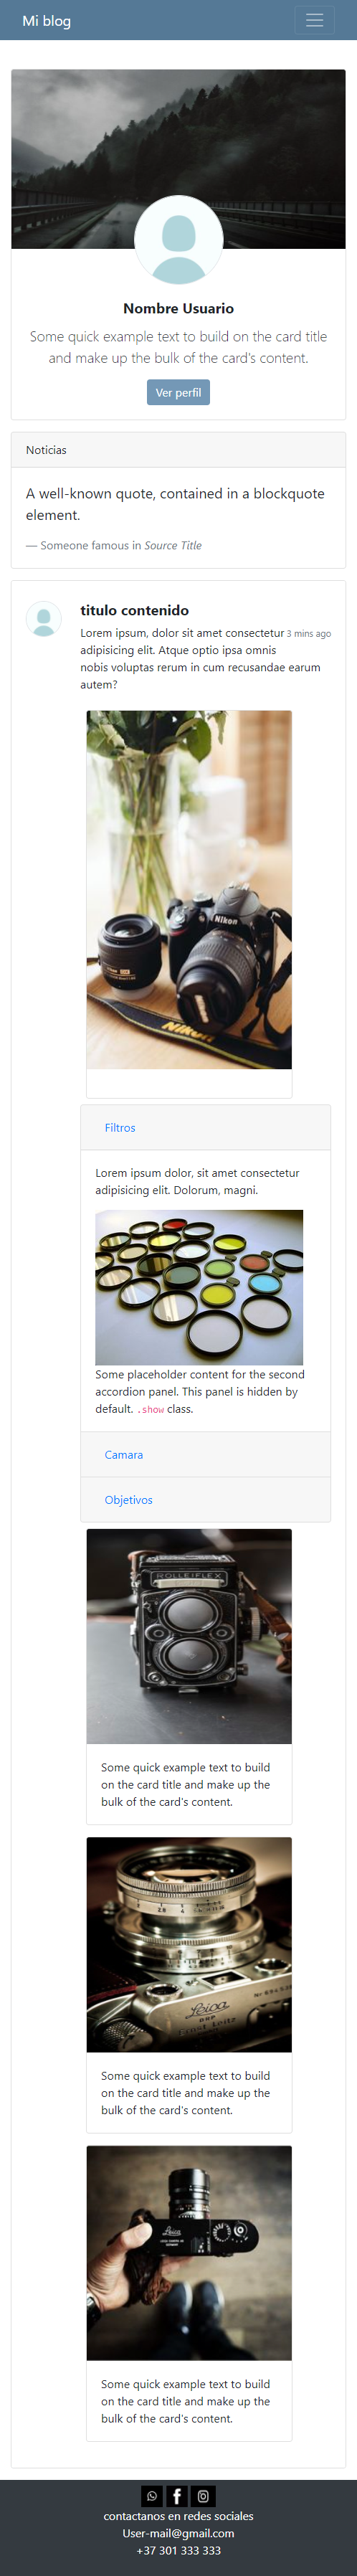 Mi blog
Nombre Usuario
Some quick example text to build on the card title
and make up the bulk of the card's content.
Ver perfil
Noticias
A well-known quote, contained in a blockquote
element.
— Someone famous in Source Title
titulo contenido
Lorem ipsum, dolor sit amet consectetur 3 mins ago
adipisicing elit. Atque optio ipsa omnis
nobis voluptas rerum in cum recusandae earum
autem?
Nikon
Nikon
Filtros
Lorem ipsum dolor, sit amet consectetur
adipisicing elit. Dolorum, magni.
Some placeholder content for the second
accordion panel. This panel is hidden by
default. .show class.
Camara
Objetivos
ROLLEIFLEX
Some quick example text to build
on the card title and make up the
bulk of the card's content.
Leica
DRP
Ernst Leitz
Some quick example text to build
on the card title and make up the
bulk of the card's content.
Leica
Some quick example text to build
on the card title and make up the
bulk of the card's content.
contactanos en redes sociales
User-mail@gmail.com
+37 301 333 333